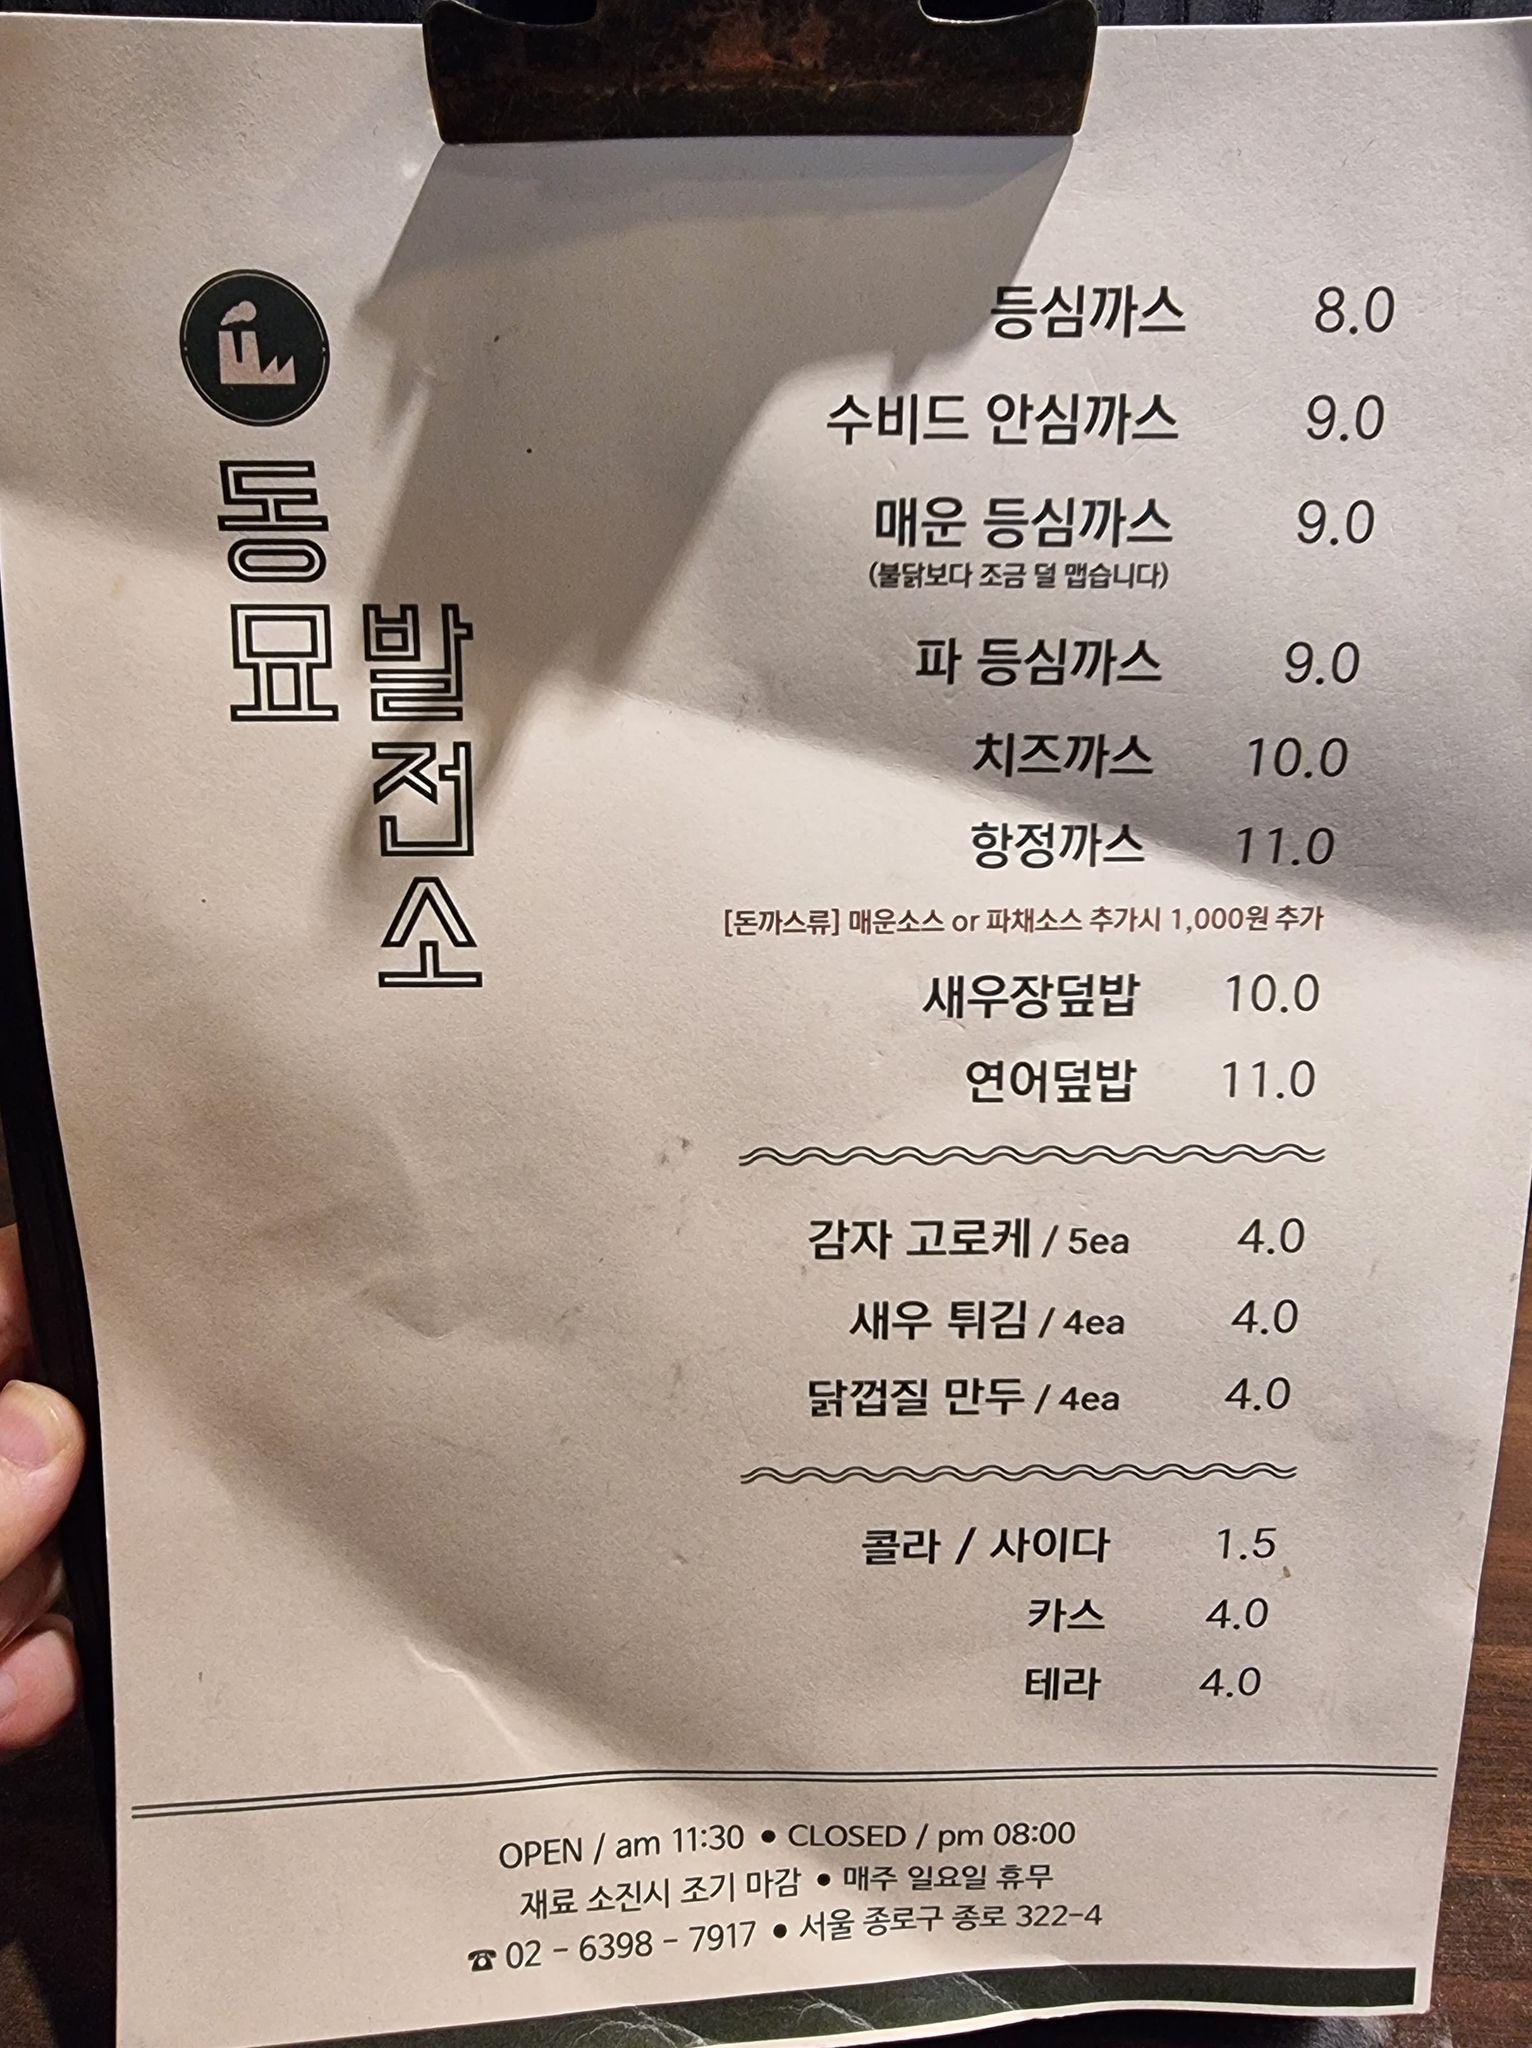 동묘
발전소
등심까스 8.0
수비드 안심까스 9.0
매운 등심까스 9.0
(불닭보다 조금 덜 맵습니다)
파 등심까스 9.0
치즈까스 10.0
항정까스 11.0
[돈까스류] 매운소스 or 파채소스 추가시 1,000원 추가
새우장덮밥 10.0
연어덮밥 11.0
감자 고로케 / 5ea 4.0
새우 튀김 / 4ea 4.0
닭껍질 만두 / 4ea 4.0
콜라 / 사이다 1.5
카스 4.0
테라 4.0
OPEN / am 11:30 • CLOSED / pm 08:00
재료 소진시 조기 마감 • 매주 일요일 휴무
☎ 02 - 6398 - 7917 • 서울 종로구 종로 322-4